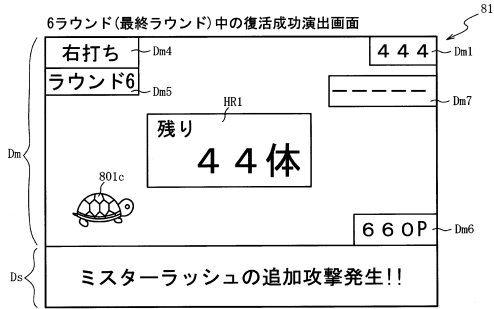 6ラウンド(最終ラウンド)中の復活成功演出画面
81
右打ち
Dm4
444
Dm1
ラウンド6
Dm5
-----
Dm7
HR1
残り
44体
Dm
801c
660P
Dm6
Ds
ミスターラッシュの追加攻撃発生!!